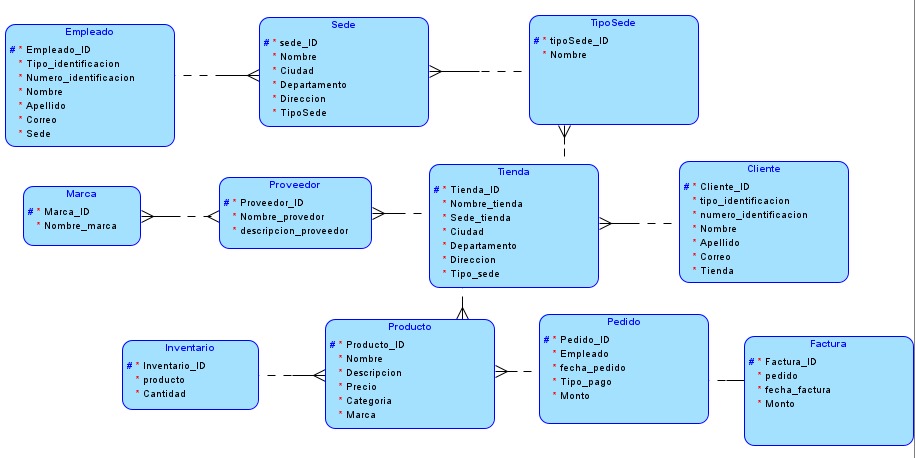 Empleado
# * Empleado_ID
* Tipo_identificacion
* Numero_identificacion
* Nombre
* Apellido
* Correo
* Sede
Sede
# * sede_ID
* Nombre
* Ciudad
* Departamento
* Direccion
* TipoSede
TipoSede
# * tipoSede_ID
* Nombre
Marca
# * Marca_ID
* Nombre_marca
Proveedor
# * Proveedor_ID
* Nombre_provedor
* descripcion_proveedor
Tienda
# * Tienda_ID
* Nombre_tienda
* Sede_tienda
* Ciudad
* Departamento
* Direccion
* Tipo_sede
Cliente
# * Cliente_ID
* tipo_identificacion
* numero_identificacion
* Nombre
* Apellido
* Correo
* Tienda
Inventario
# * Inventario_ID
* producto
* Cantidad
Producto
# * Producto_ID
* Nombre
* Descripcion
* Precio
* Categoria
* Marca
Pedido
# * Pedido_ID
* Empleado
* fecha_pedido
* Tipo_pago
* Monto
Factura
# * Factura_ID
* pedido
* fecha_factura
* Monto